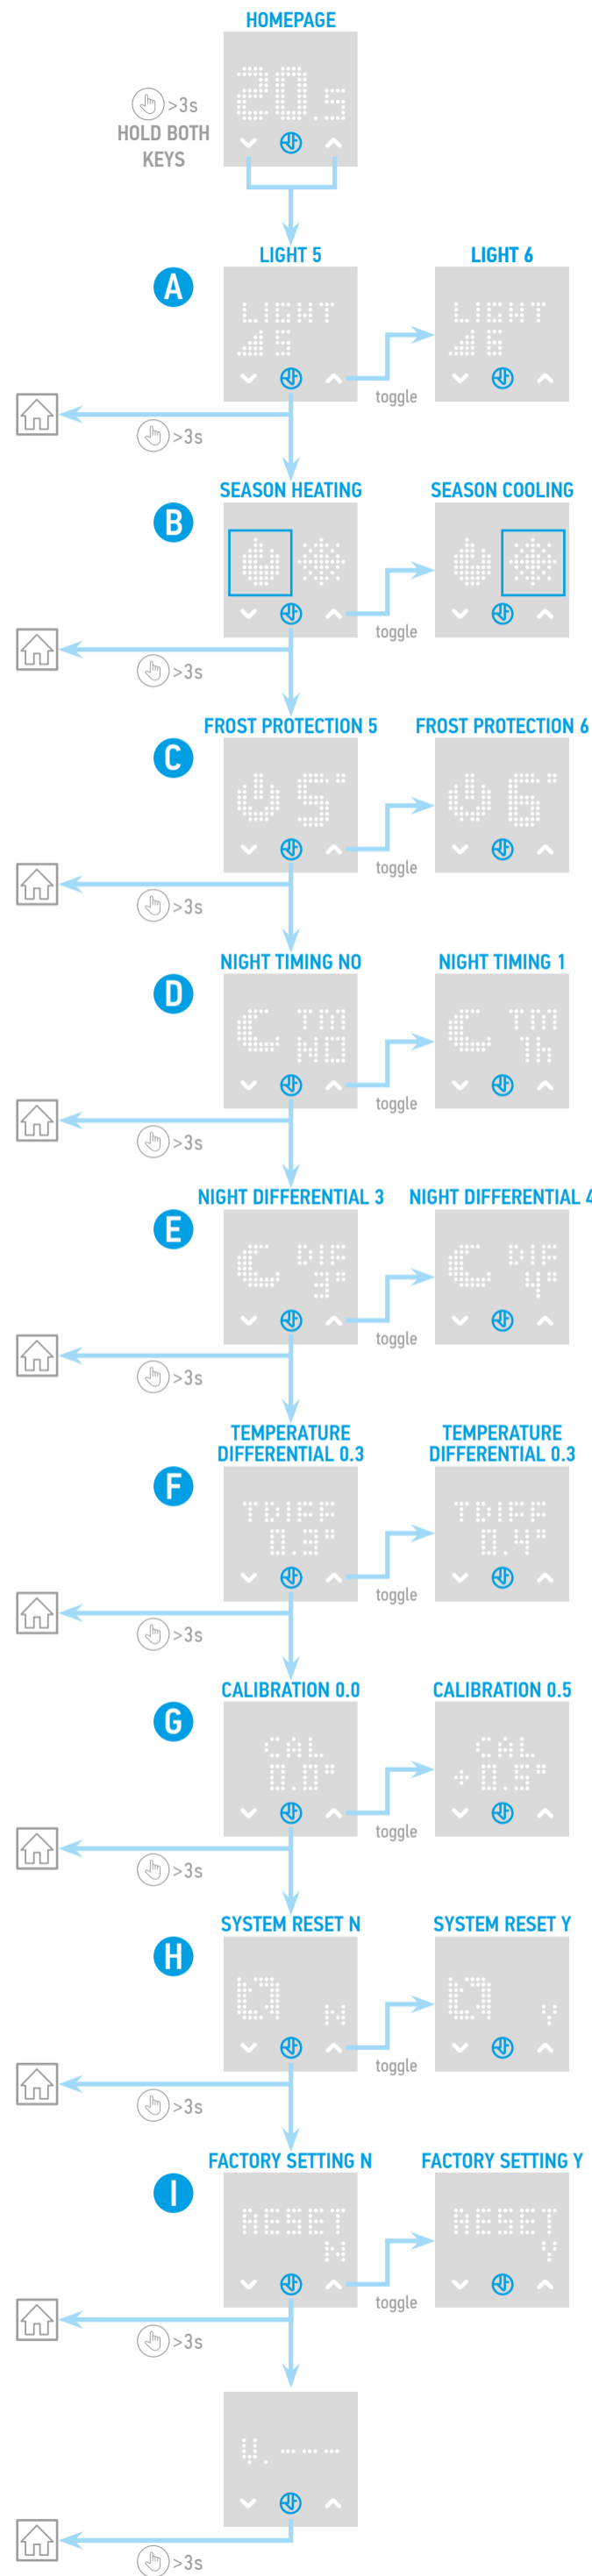 HOMEPAGE
20.5
>3s
HOLD BOTH
KEYS
LIGHT 5
LIGHT 6
A
LIGHT
5
LIGHT
6
toggle
>3s
SEASON HEATING
SEASON COOLING
B
toggle
>3s
FROST PROTECTION 5
FROST PROTECTION 6
C
5°
6°
toggle
>3s
NIGHT TIMING NO
NIGHT TIMING 1
D
TM
NO
TM
1h
toggle
>3s
NIGHT DIFFERENTIAL 3
NIGHT DIFFERENTIAL 4
E
DIF
3°
DIF
4°
toggle
>3s
TEMPERATURE
DIFFERENTIAL 0.3
TEMPERATURE
DIFFERENTIAL 0.3
F
TDIFF
0.3°
TDIFF
0.4°
toggle
>3s
CALIBRATION 0.0
CALIBRATION 0.5
G
CAL
0.0°
CAL
+0.5°
toggle
>3s
SYSTEM RESET N
SYSTEM RESET Y
H
N
Y
toggle
>3s
FACTORY SETTING N
FACTORY SETTING Y
I
RESET
N
RESET
Y
toggle
>3s
V.---
>3s